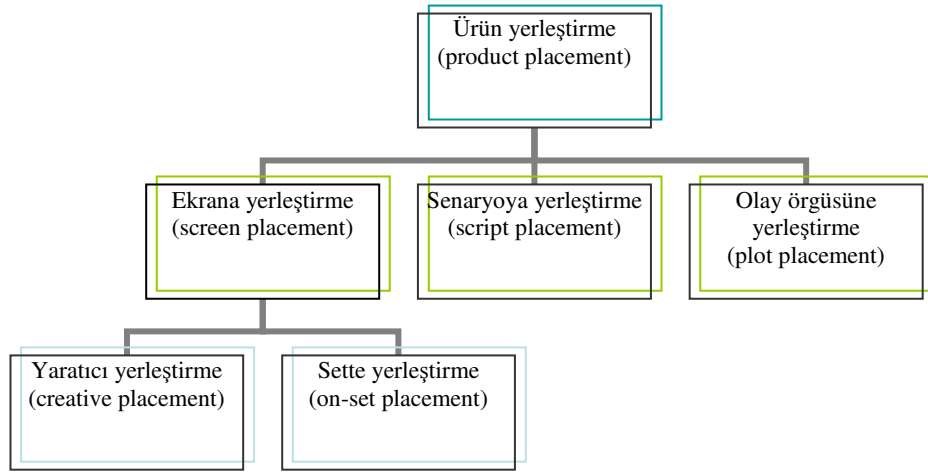 Ürün yerleştirme
(product placement)
Ekrana yerleştirme
(screen placement)
Senaryoya yerleştirme
(script placement)
Olay örgüsüne
yerleştirme
(plot placement)
Yaratıcı yerleştirme
(creative placement)
Sette yerleştirme
(on-set placement)